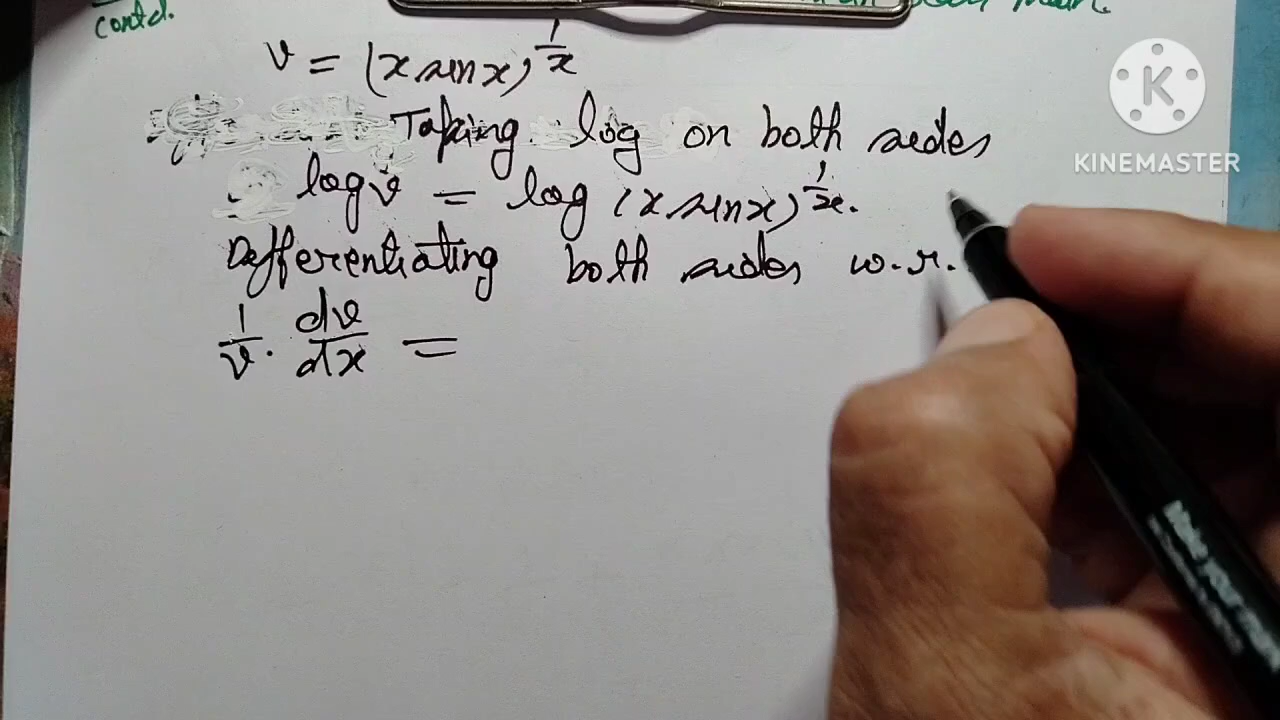 contd.
v = (x sin x)^1/x
Taking log on both sides
log v = log (x sin x)^1/x.
Differentiating both sides w.r.
1/v . dv/dx =
K
KINEMASTER